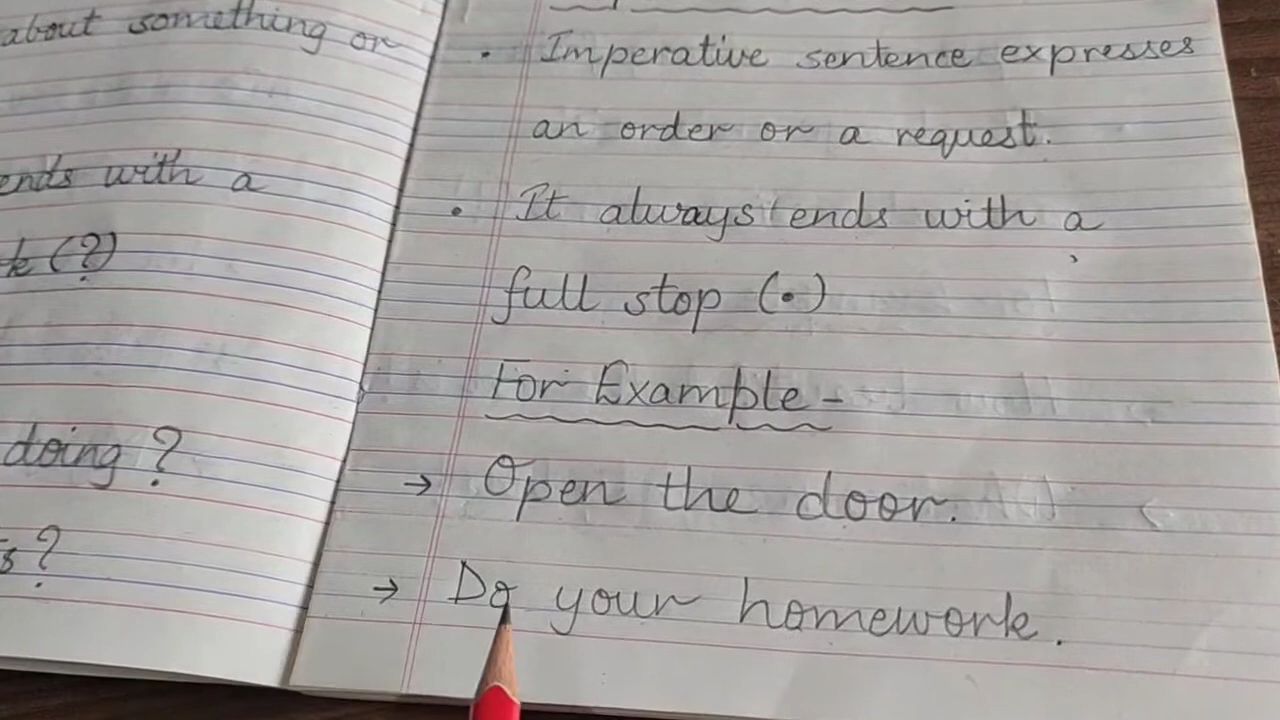 about something or
ends with a
(?)
doing?
s?
• Imperative sentence expresses
an order or a request.
• It always ends with a
full stop (.)
For Example -
→ Open the door.
→ Do your homework.